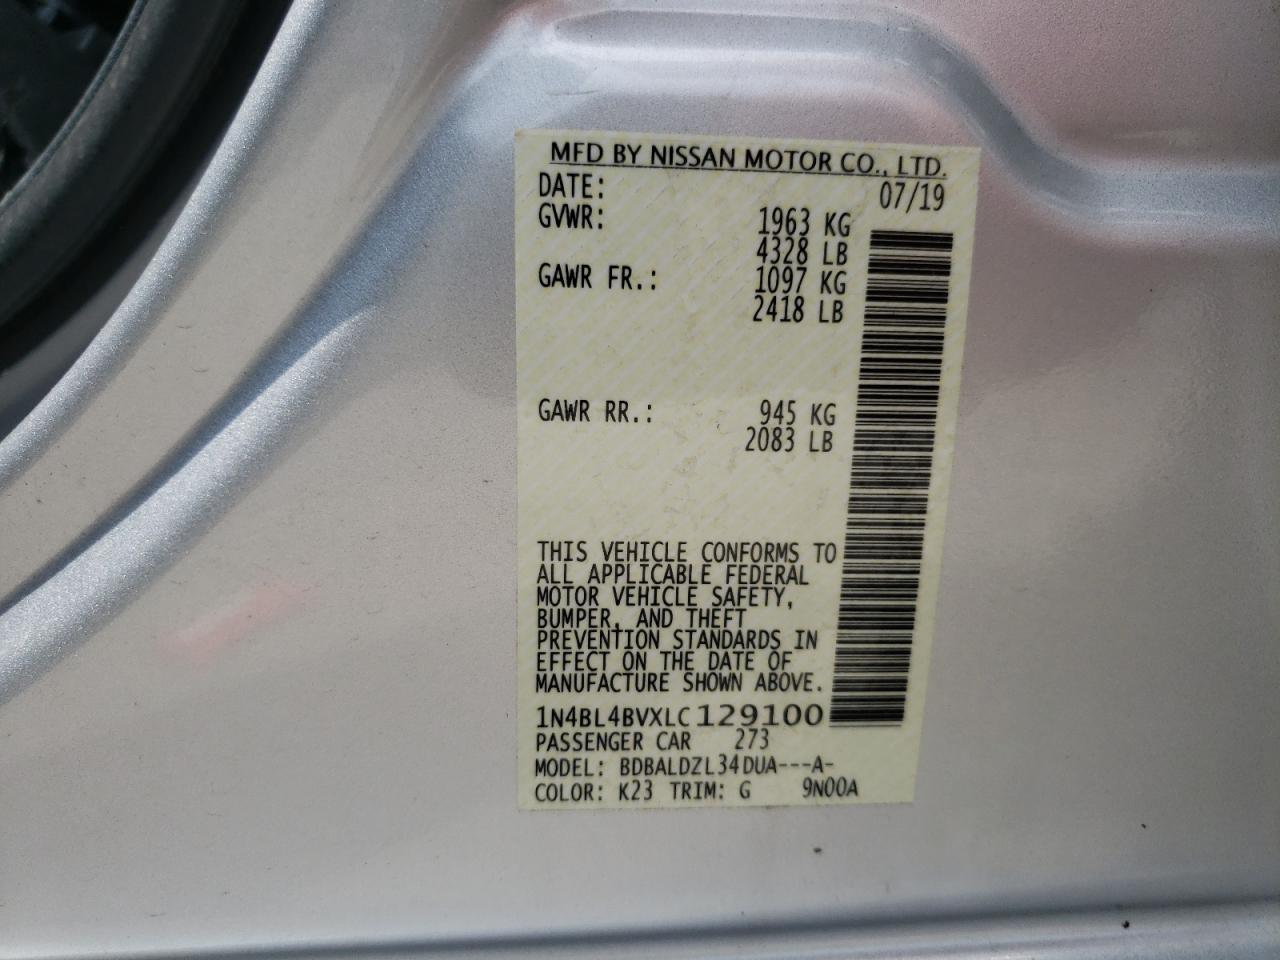 MFD BY NISSAN MOTOR CO., LTD.
DATE: 07/19
GVWR: 1963 KG
4328 LB
GAWR FR.: 1097 KG
2418 LB
GAWR RR.: 945 KG
2083 LB
THIS VEHICLE CONFORMS TO
ALL APPLICABLE FEDERAL
MOTOR VEHICLE SAFETY,
BUMPER, AND THEFT
PREVENTION STANDARDS IN
EFFECT ON THE DATE OF
MANUFACTURE SHOWN ABOVE.
1N4BL4BVXLC129100
PASSENGER CAR 273
MODEL: BDBALDZL34DUA---A-
COLOR: K23 TRIM: G 9N00A